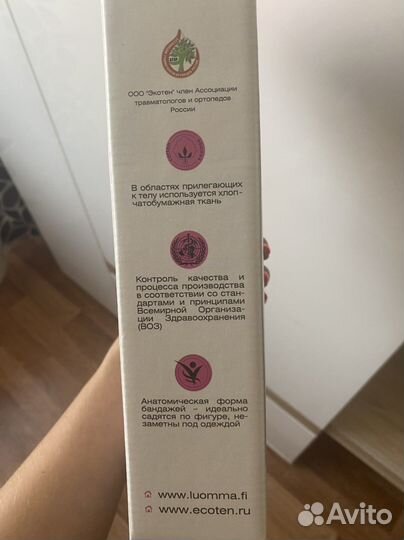 ООО "Экотен" член Ассоциации
травматологов и ортопедов
России
В областях прилегающих
к телу используется хлоп-
чатобумажная ткань
Контроль качества и
процесса производства
в соответствии со стан-
дартами и принципами
Всемирной Организа-
ции Здравоохранения
(ВОЗ)
Анатомическая форма
бандажей – идеально
садятся по фигуре, не-
заметны под одеждой
www.luomma.fi
www.ecoten.ru
Avito